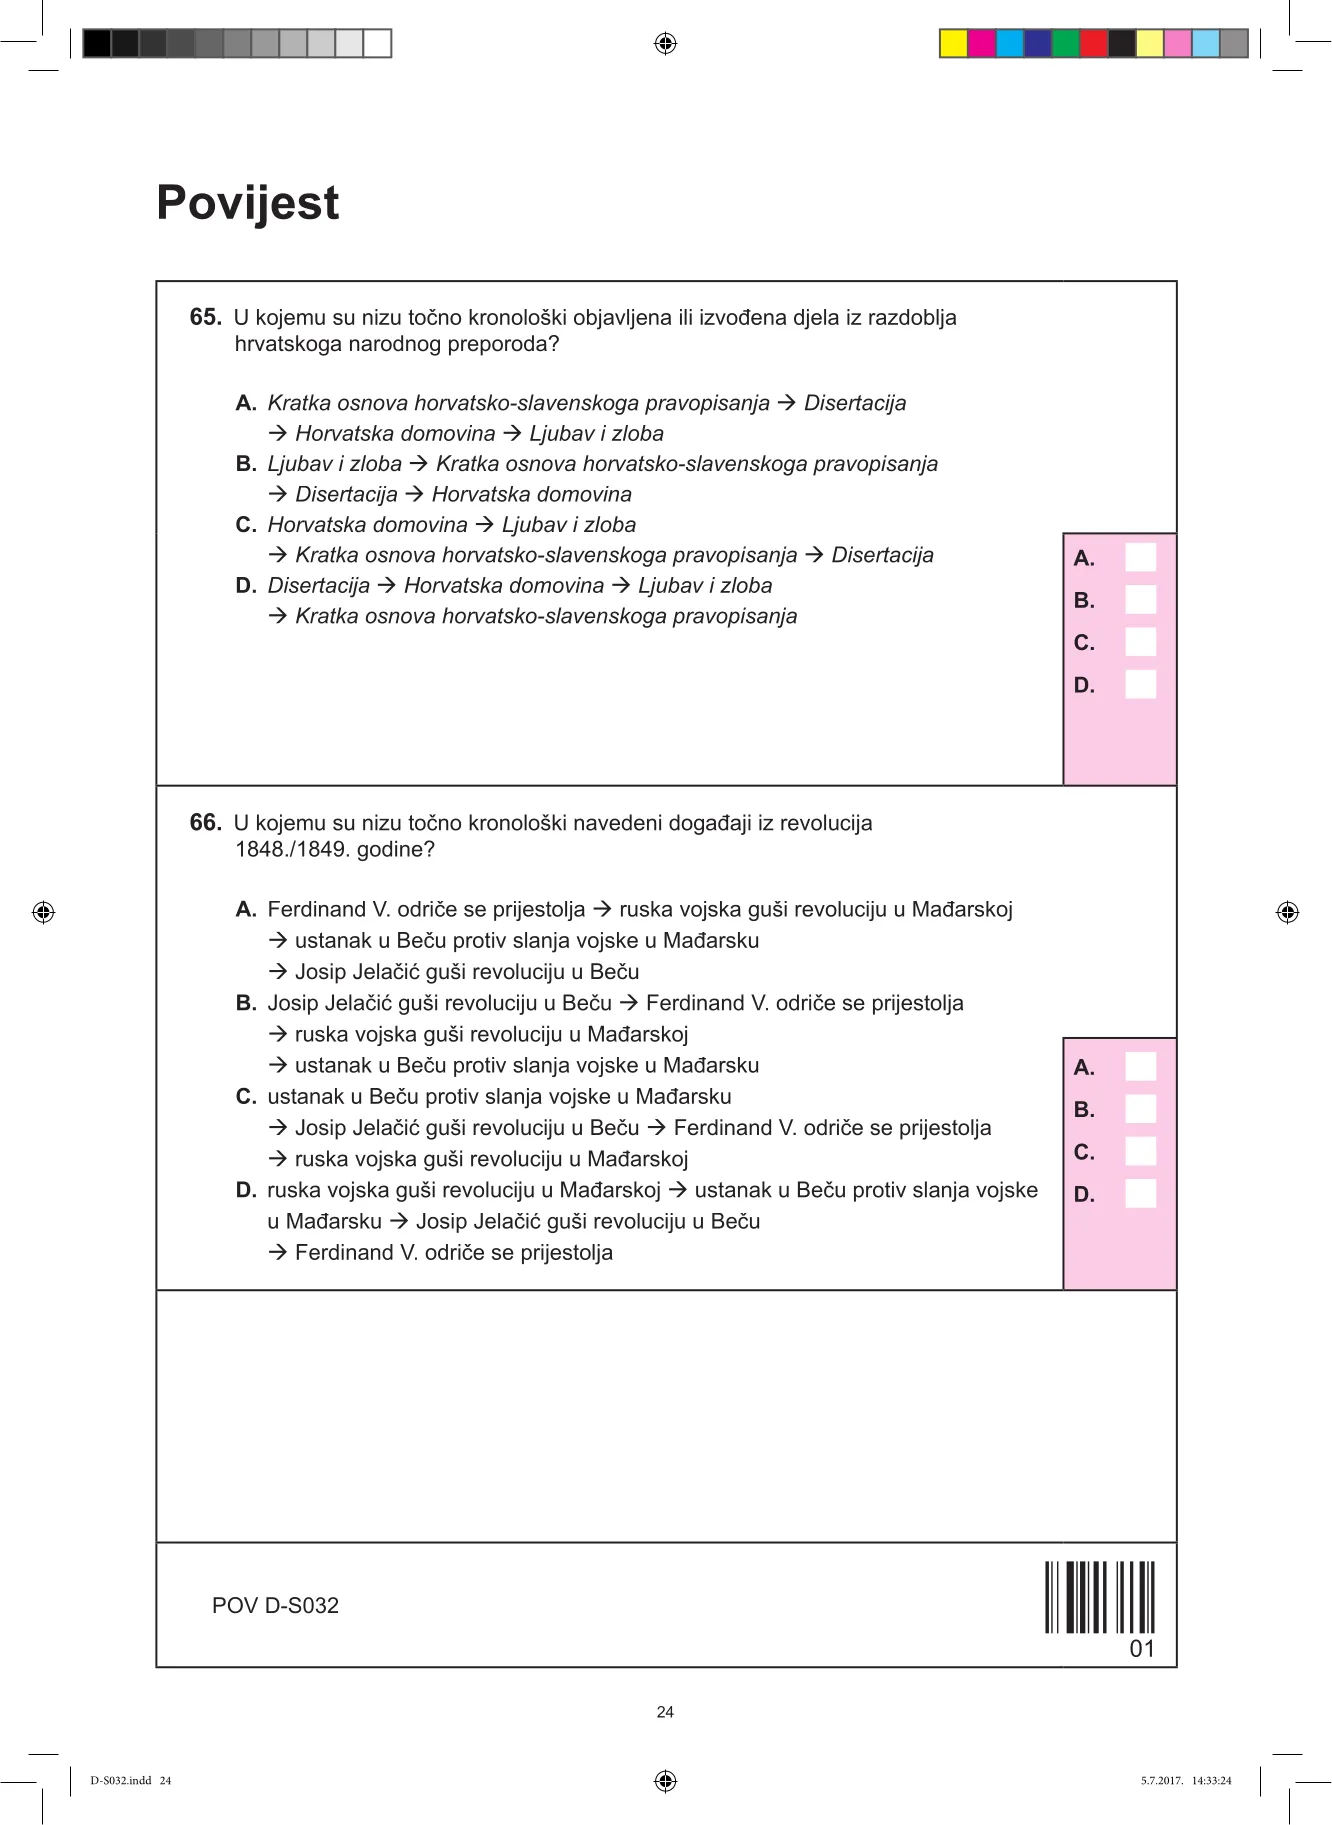 Povijest
65. U kojemu su nizu točno kronološki objavljena ili izvođena djela iz razdoblja
hrvatskoga narodnog preporoda?
A. Kratka osnova horvatsko-slavenskoga pravopisanja → Disertacija
→ Horvatska domovina → Ljubav i zloba
B. Ljubav i zloba → Kratka osnova horvatsko-slavenskoga pravopisanja
→ Disertacija → Horvatska domovina
C. Horvatska domovina → Ljubav i zloba
→ Kratka osnova horvatsko-slavenskoga pravopisanja → Disertacija
D. Disertacija → Horvatska domovina → Ljubav i zloba
→ Kratka osnova horvatsko-slavenskoga pravopisanja
A.
B.
C.
D.
66. U kojemu su nizu točno kronološki navedeni događaji iz revolucija
1848./1849. godine?
A. Ferdinand V. odriče se prijestolja → ruska vojska guši revoluciju u Mađarskoj
→ ustanak u Beču protiv slanja vojske u Mađarsku
→ Josip Jelačić guši revoluciju u Beču
B. Josip Jelačić guši revoluciju u Beču → Ferdinand V. odriče se prijestolja
→ ruska vojska guši revoluciju u Mađarskoj
→ ustanak u Beču protiv slanja vojske u Mađarsku
C. ustanak u Beču protiv slanja vojske u Mađarsku
→ Josip Jelačić guši revoluciju u Beču → Ferdinand V. odriče se prijestolja
→ ruska vojska guši revoluciju u Mađarskoj
D. ruska vojska guši revoluciju u Mađarskoj → ustanak u Beču protiv slanja vojske
u Mađarsku → Josip Jelačić guši revoluciju u Beču
→ Ferdinand V. odriče se prijestolja
A.
B.
C.
D.
POV D-S032
01
24
D-S032.indd 24
5.7.2017. 14:33:24